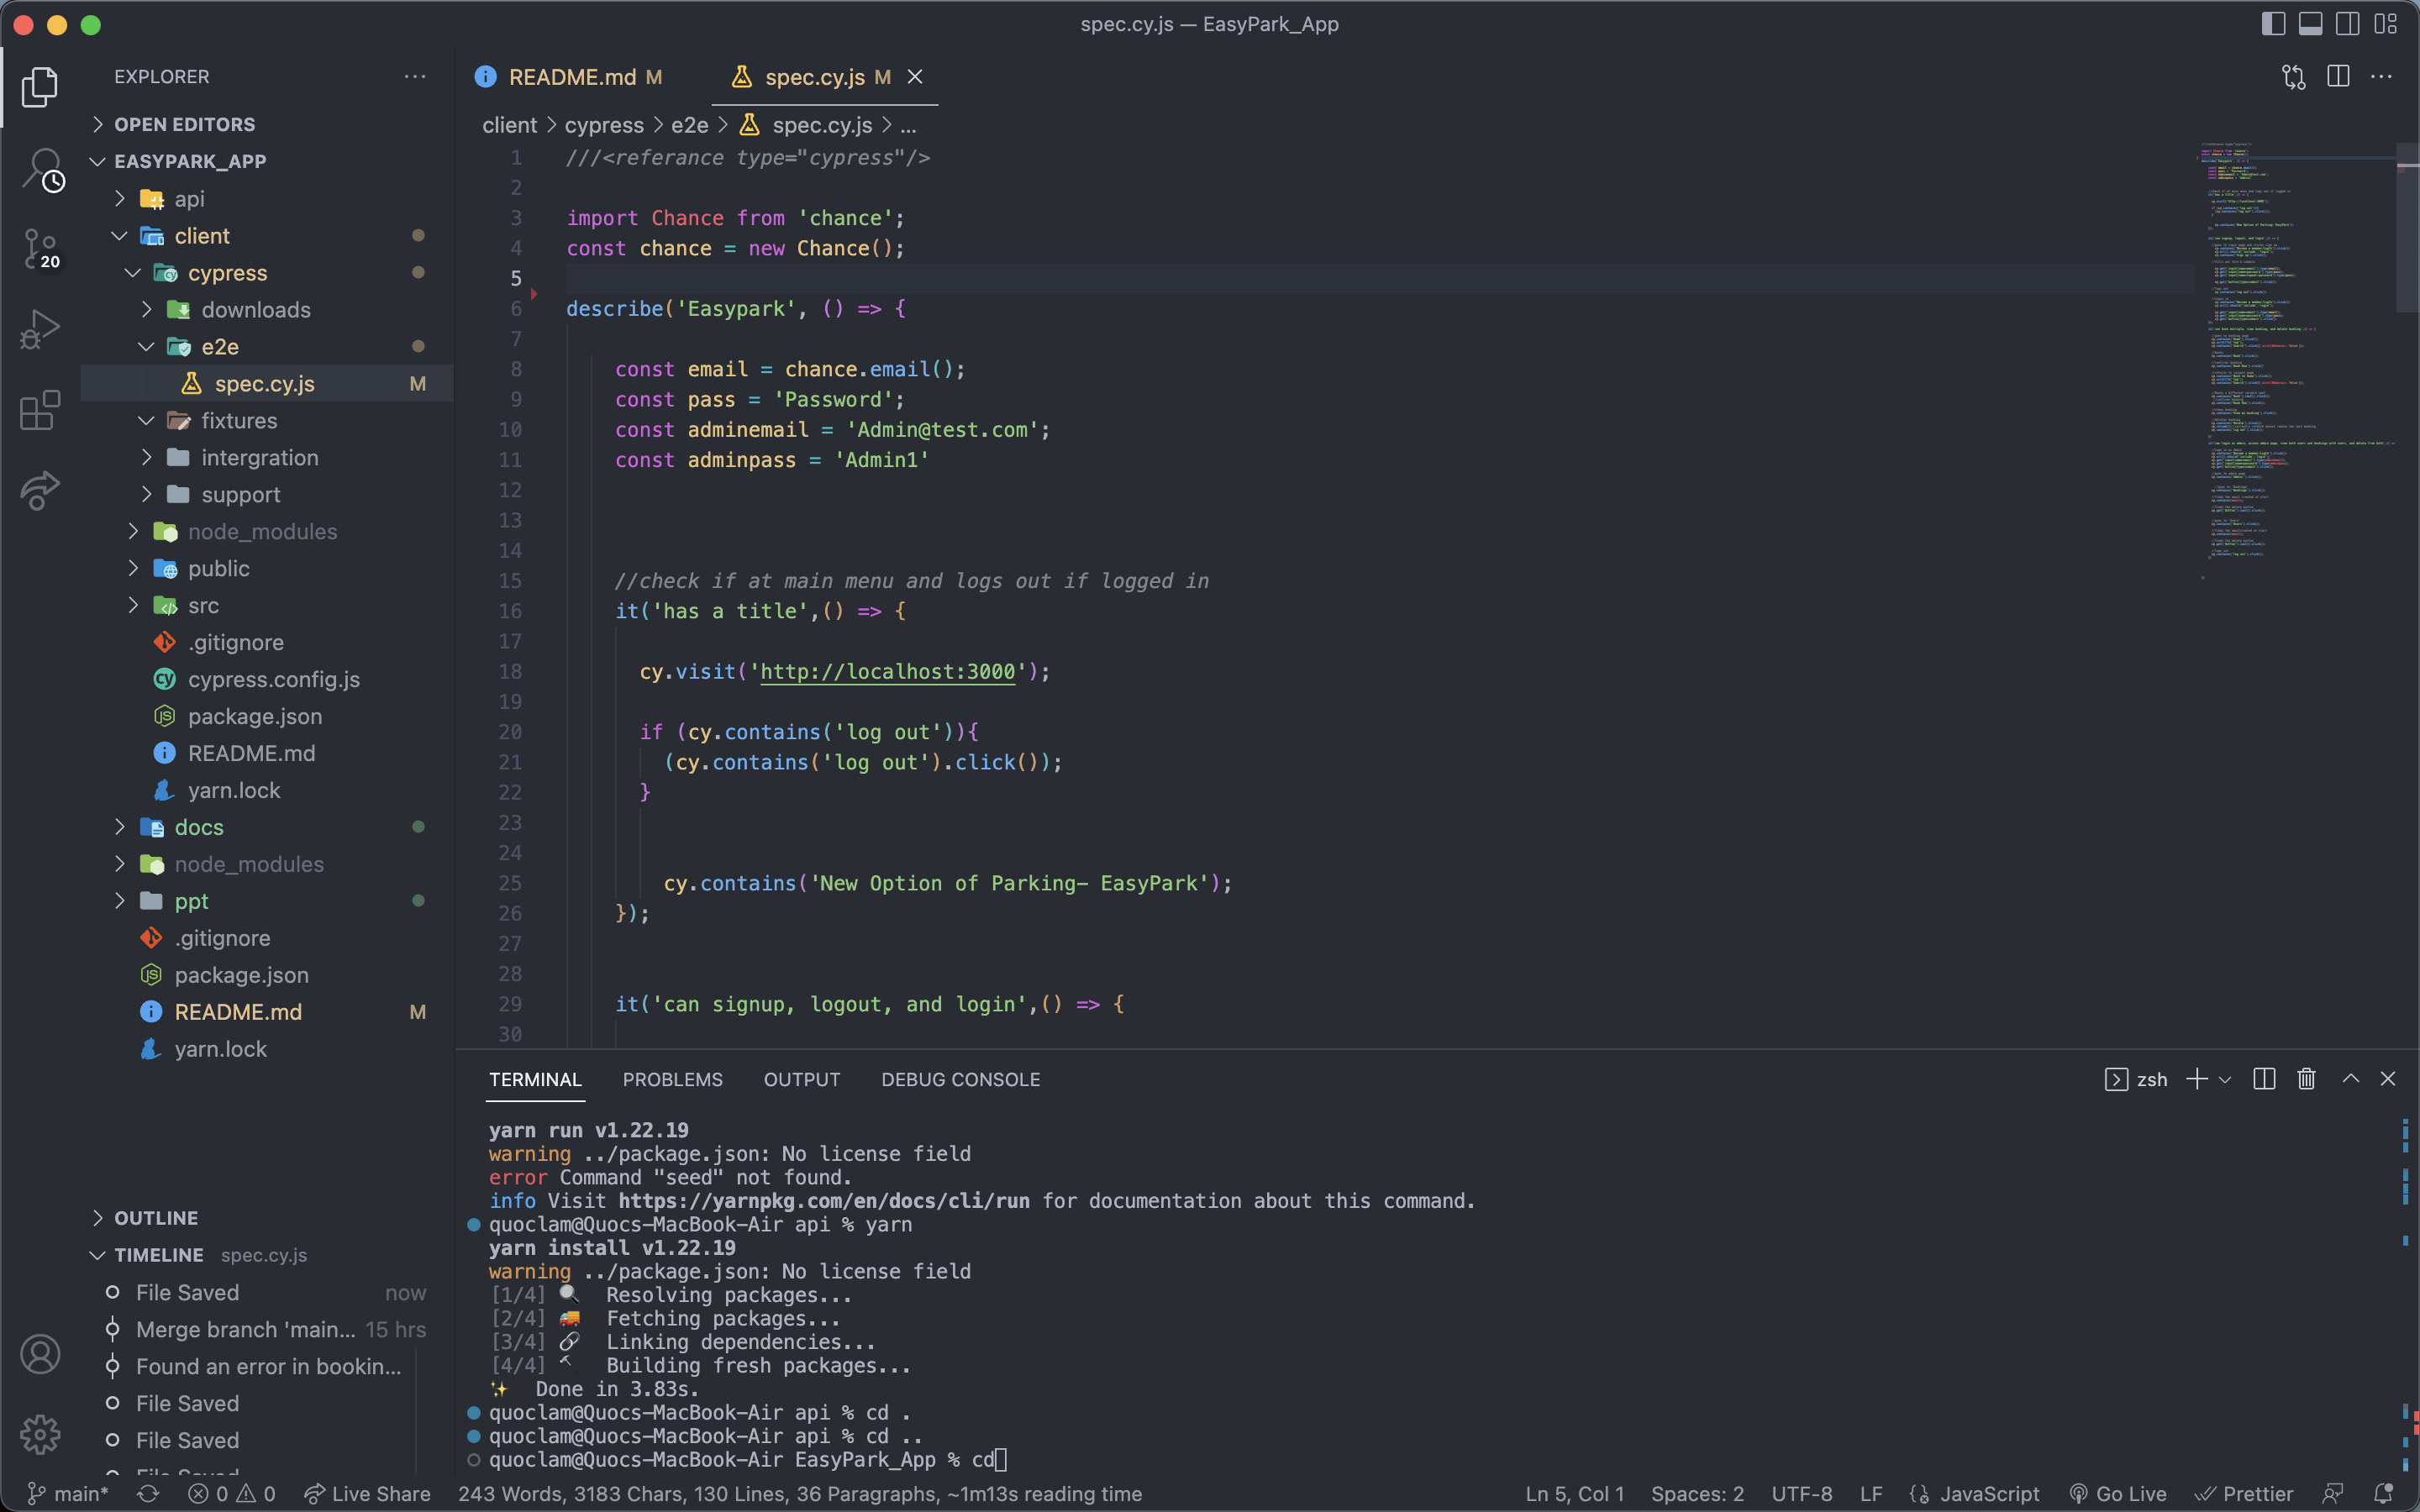 spec.cy.js — EasyPark_App
EXPLORER
OPEN EDITORS
EASYPARK_APP
api
client
cypress
downloads
e2e
spec.cy.js M
fixtures
intergration
support
node_modules
public
src
.gitignore
cypress.config.js
package.json
README.md
yarn.lock
docs
node_modules
ppt
.gitignore
package.json
README.md M
yarn.lock
OUTLINE
TIMELINE spec.cy.js
File Saved now
Merge branch 'main... 15 hrs
Found an error in bookin...
File Saved
File Saved
20
README.md M
spec.cy.js M
client > cypress > e2e > spec.cy.js > ...
1 ///<referance type="cypress"/>
2
3 import Chance from 'chance';
4 const chance = new Chance();
5
6 describe('Easypark', () => {
7
8 const email = chance.email();
9 const pass = 'Password';
10 const adminemail = 'Admin@test.com';
11 const adminpass = 'Admin1'
12
13
14
15 //check if at main menu and logs out if logged in
16 it('has a title',() => {
17
18 cy.visit('http://localhost:3000');
19
20 if (cy.contains('log out')){
21 (cy.contains('log out').click());
22 }
23
24
25 cy.contains('New Option of Parking- EasyPark');
26 });
27
28
29 it('can signup, logout, and login',() => {
30
TERMINAL PROBLEMS OUTPUT DEBUG CONSOLE
zsh
yarn run v1.22.19
warning ../package.json: No license field
error Command "seed" not found.
info Visit https://yarnpkg.com/en/docs/cli/run for documentation about this command.
quoclam@Quocs-MacBook-Air api % yarn
yarn install v1.22.19
warning ../package.json: No license field
[1/4] 🔍 Resolving packages...
[2/4] 🚚 Fetching packages...
[3/4] 🔗 Linking dependencies...
[4/4] 🔨 Building fresh packages...
✨ Done in 3.83s.
quoclam@Quocs-MacBook-Air api % cd .
quoclam@Quocs-MacBook-Air api % cd ..
quoclam@Quocs-MacBook-Air EasyPark_App % cd
main* 0 0 Live Share 243 Words, 3183 Chars, 130 Lines, 36 Paragraphs, ~1m13s reading time Ln 5, Col 1 Spaces: 2 UTF-8 LF JavaScript Go Live Prettier